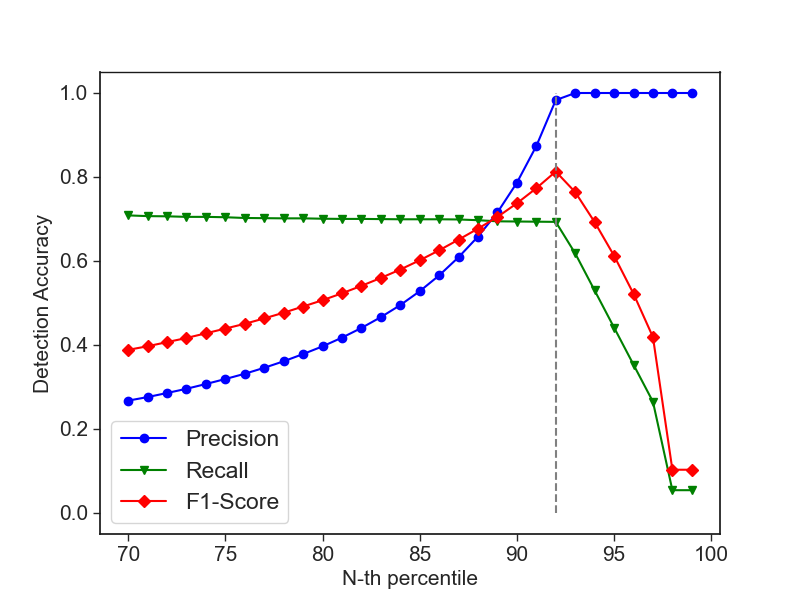 Detection Accuracy
1.0
0.8
0.6
0.4
0.2
0.0
Precision
Recall
F1-Score
70 75 80 85 90 95 100
N-th percentile